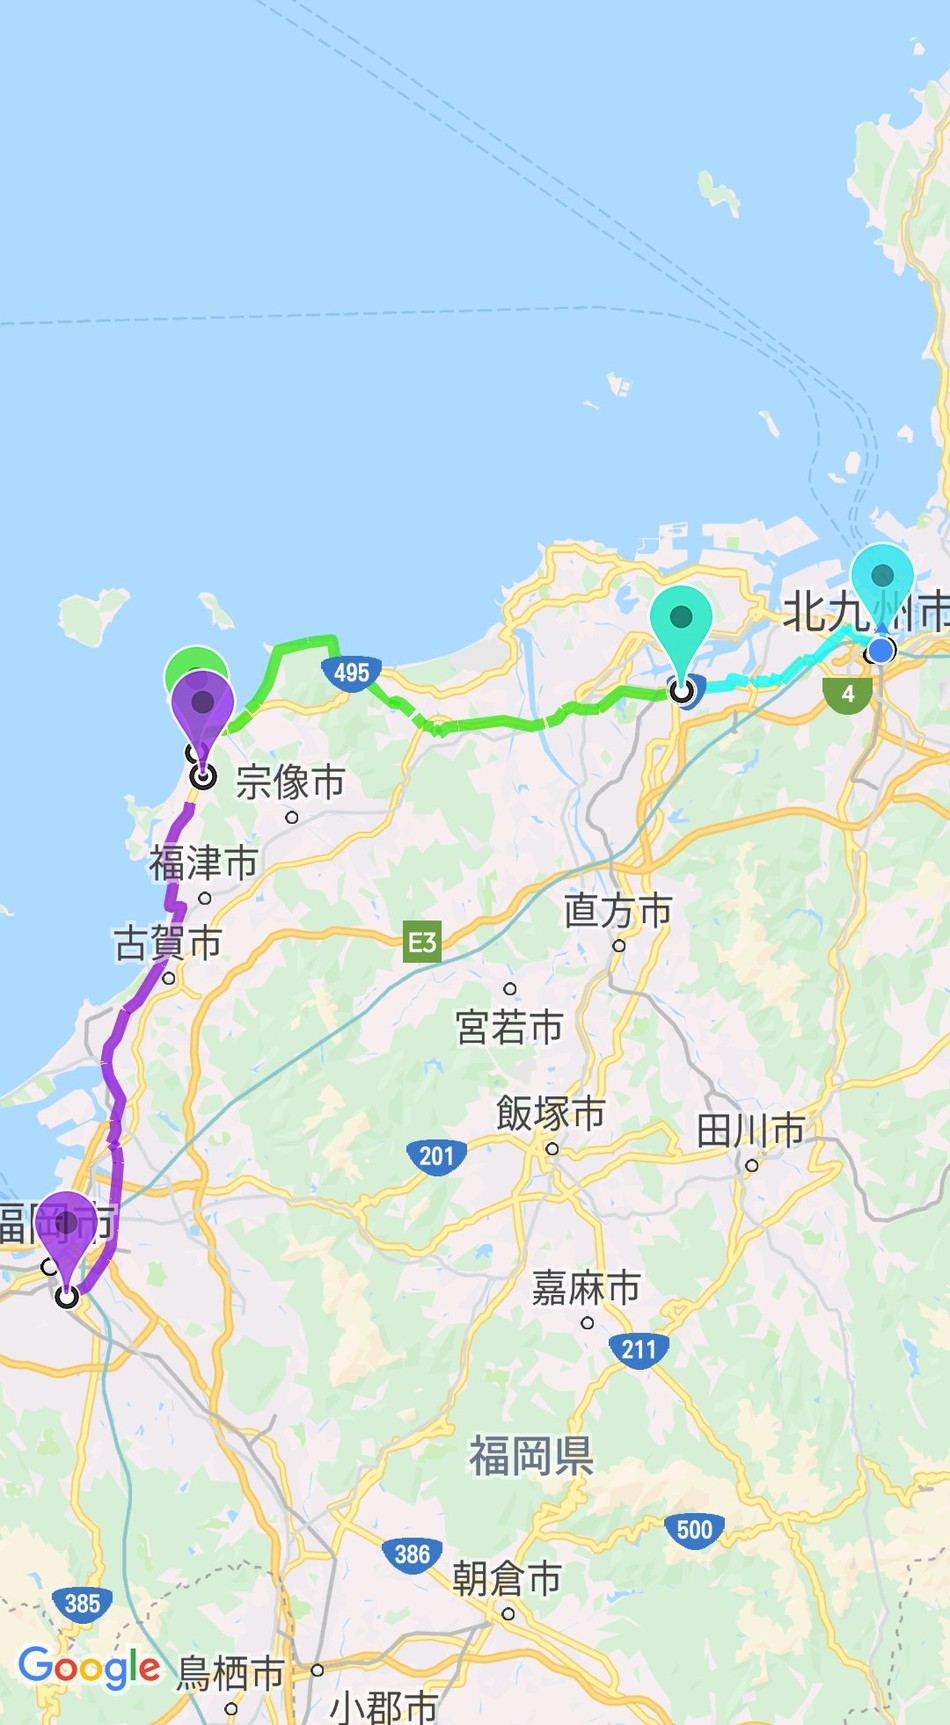 北九州市
495
4
宗像市
福津市
直方市
古賀市
E3
宮若市
飯塚市
田川市
201
福岡市
嘉麻市
211
福岡県
500
386
朝倉市
385
Google
鳥栖市
小郡市